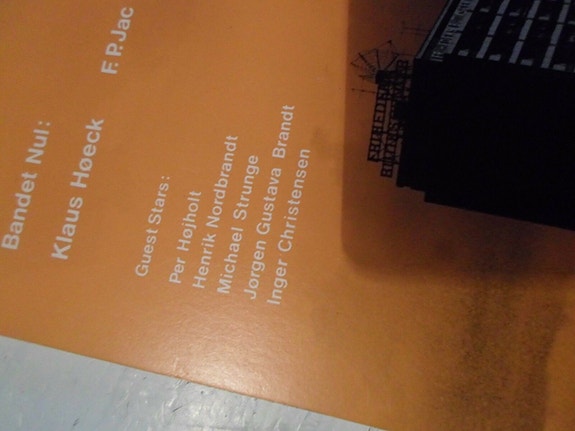 Bandet Nul:
Klaus Høeck F.P.Jac
Guest Stars:
Per Højholt
Henrik Nordbrandt
Michael Strunge
Jørgen Gustava Brandt
Inger Christensen